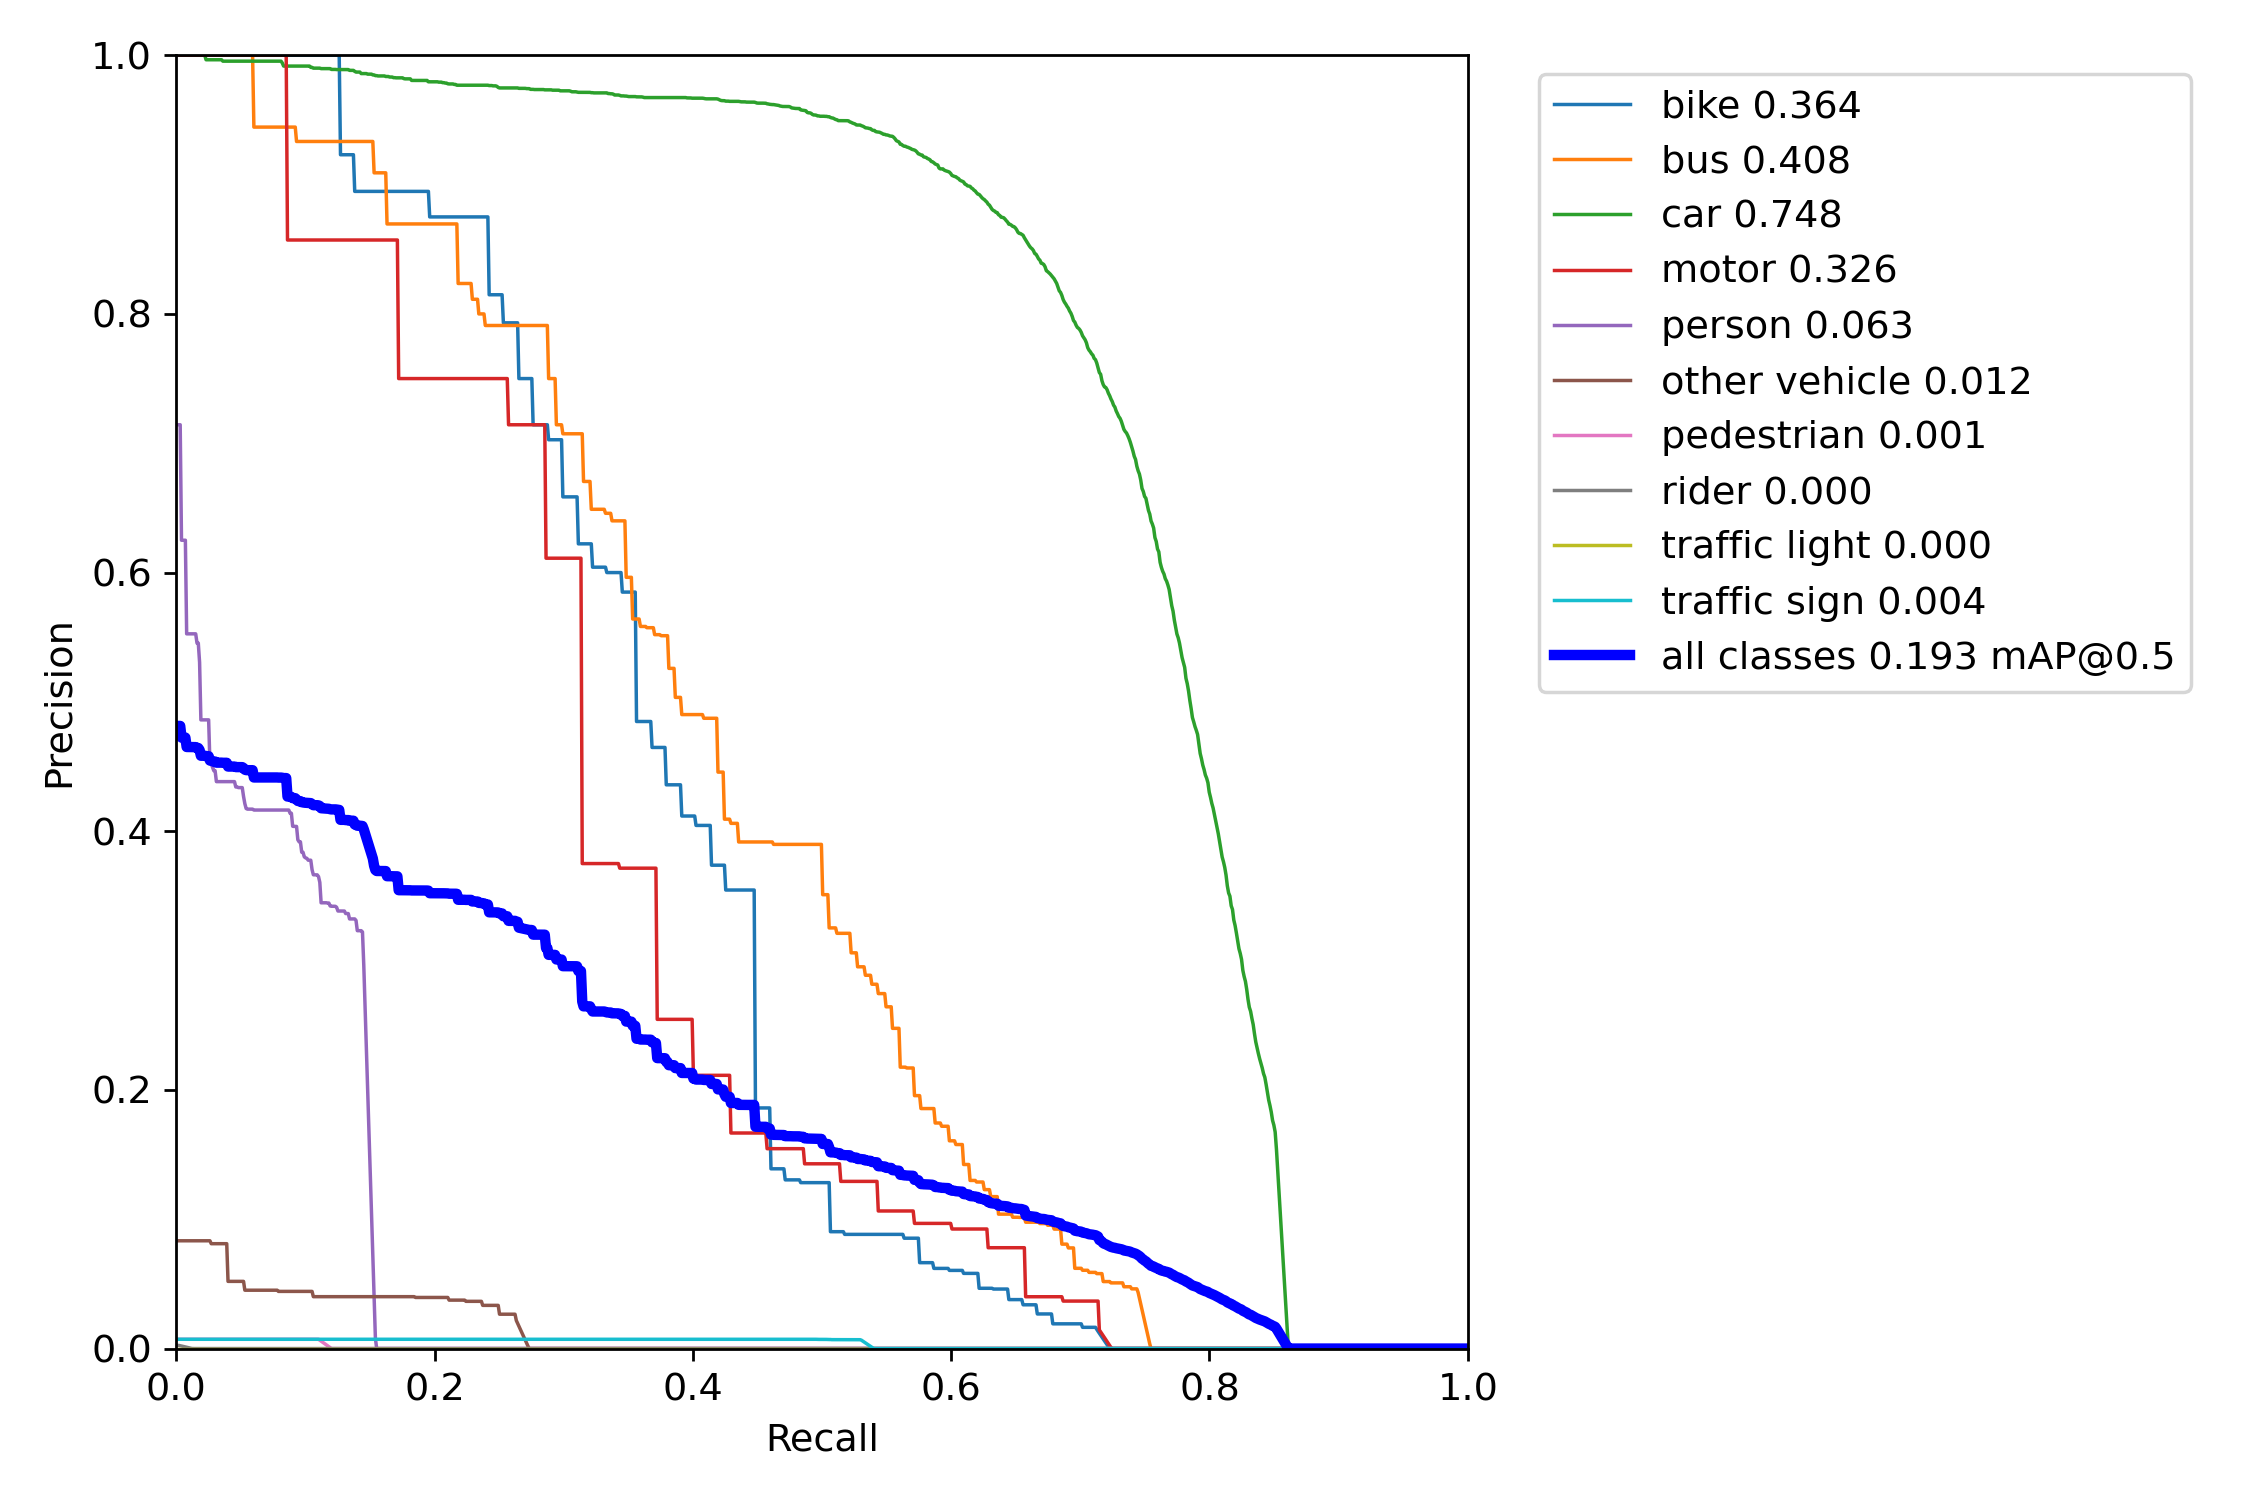 1.0
0.8
0.6
0.4
0.2
0.0
Precision
0.0 0.2 0.4 0.6 0.8 1.0
Recall
bike 0.364
bus 0.408
car 0.748
motor 0.326
person 0.063
other vehicle 0.012
pedestrian 0.001
rider 0.000
traffic light 0.000
traffic sign 0.004
all classes 0.193 mAP@0.5